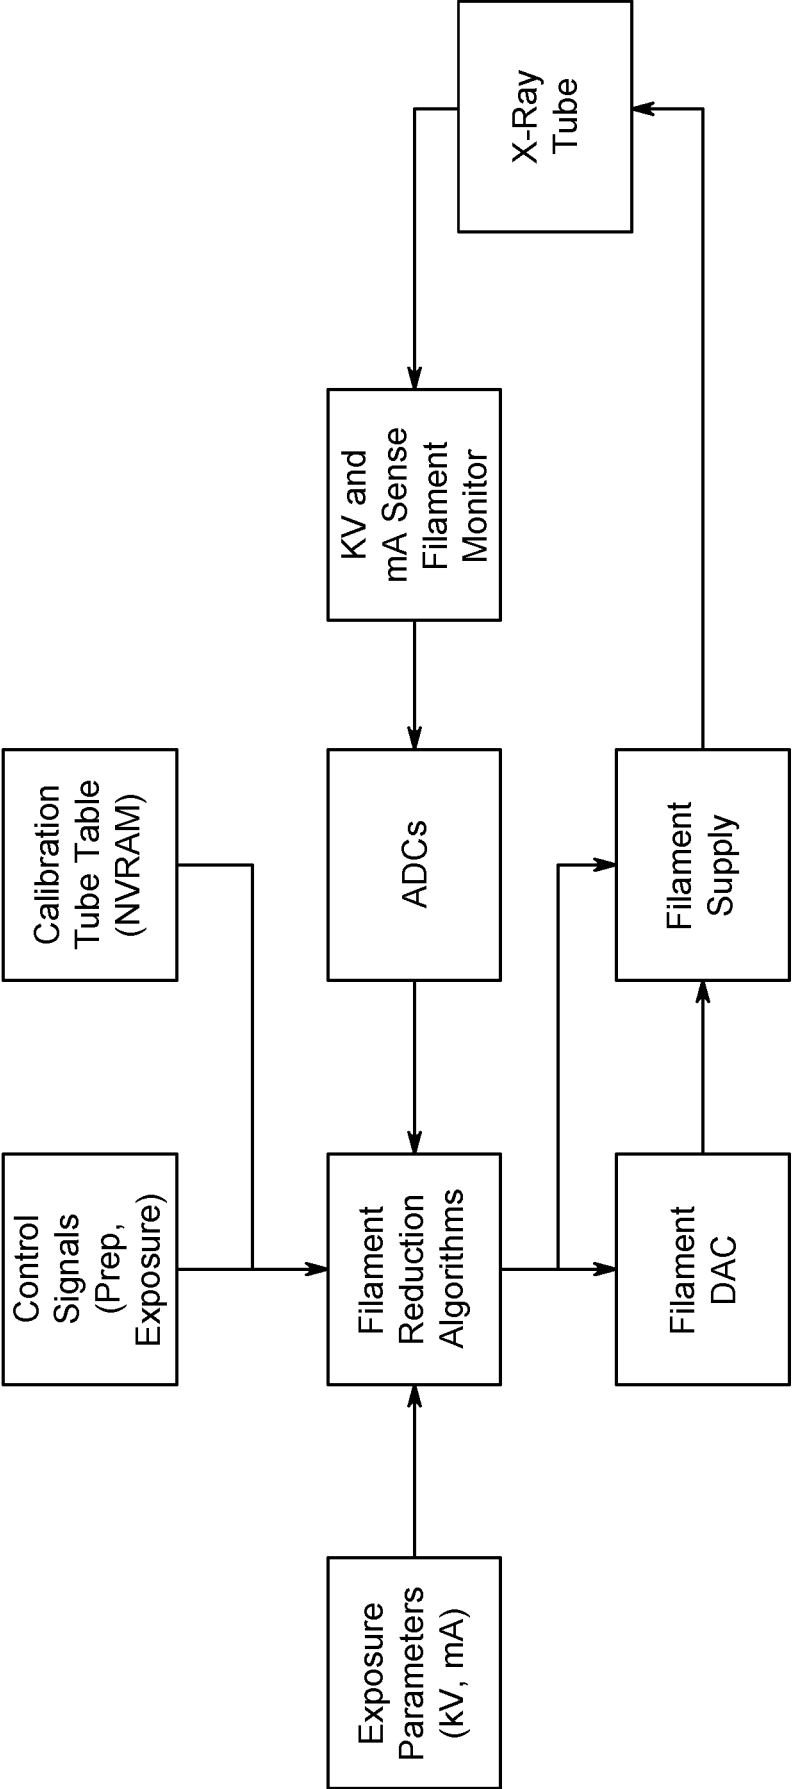 Control
Signals
(Prep,
Exposure)
Calibration
Tube Table
(NVRAM)
Exposure
Parameters
(kV, mA)
Filament
Reduction
Algorithms
ADCs
KV and
mA Sense
Filament
Monitor
X-Ray
Tube
Filament
DAC
Filament
Supply